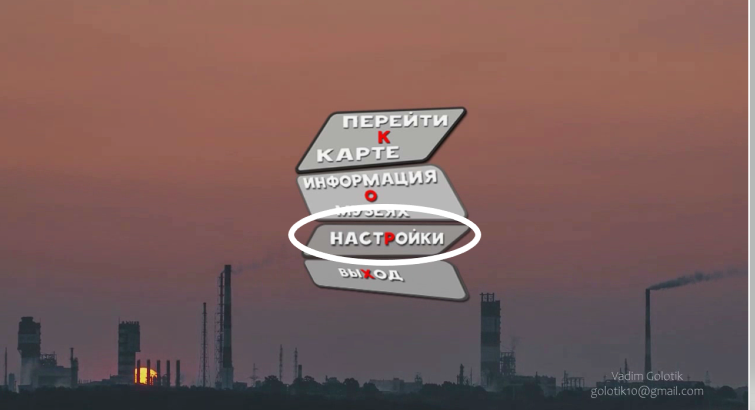 ПЕРЕЙТИ
К
КАРТЕ
ИНФОРМАЦИЯ
О
МУЗЕЯХ
НАСТРОЙКИ
ВЫХОД
Vadim Golotik
golotik10@gmail.com